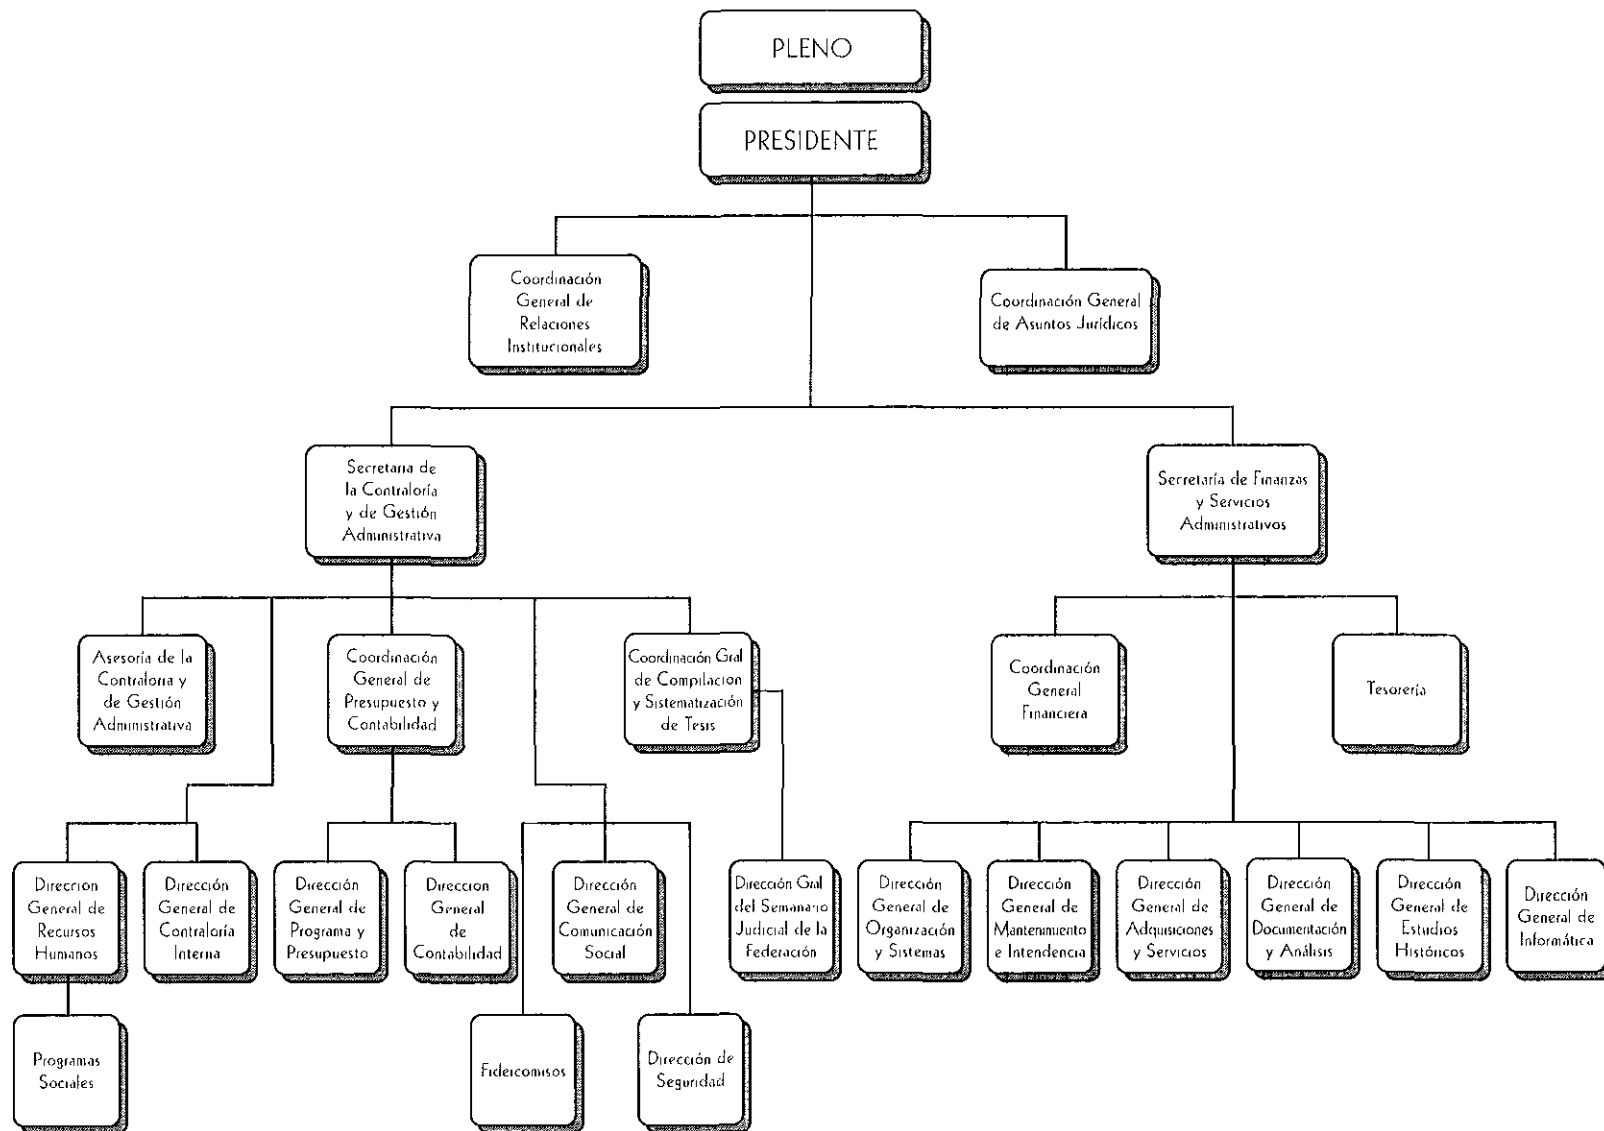 PLENO
PRESIDENTE
Coordinación
General de
Relaciones
Institucionales
Coordinación General
de Asuntos Jurídicos
Secretaria de
la Contraloría
y de Gestión
Administrativa
Secretaría de Finanzas
y Servicios
Administrativos
Asesoría de la
Contraloria y
de Gestión
Administrativa
Coordinación
General de
Presupuesto y
Contabilidad
Coordinación Gral
de Compilacion
y Sistematización
de Tesis
Coordinación
General
Financiera
Tesorería
Direccion
General de
Recursos
Humanos
Dirección
General de
Contraloría
Interna
Dirección
General de
Programa y
Presupuesto
Direccion
General
de
Contabilidad
Dirección
General de
Comunicación
Social
Dirección Gral
del Semanario
Judicial de la
Federación
Dirección
General de
Organización
y Sistemas
Dirección
General de
Mantenimiento
e Intendencia
Dirección
General de
Adquisiciones
y Servicios
Dirección
General de
Documentación
y Análisis
Dirección
General de
Estudios
Históricos
Dirección
General de
Informática
Programas
Sociales
Fideicomisos
Dirección de
Seguridad